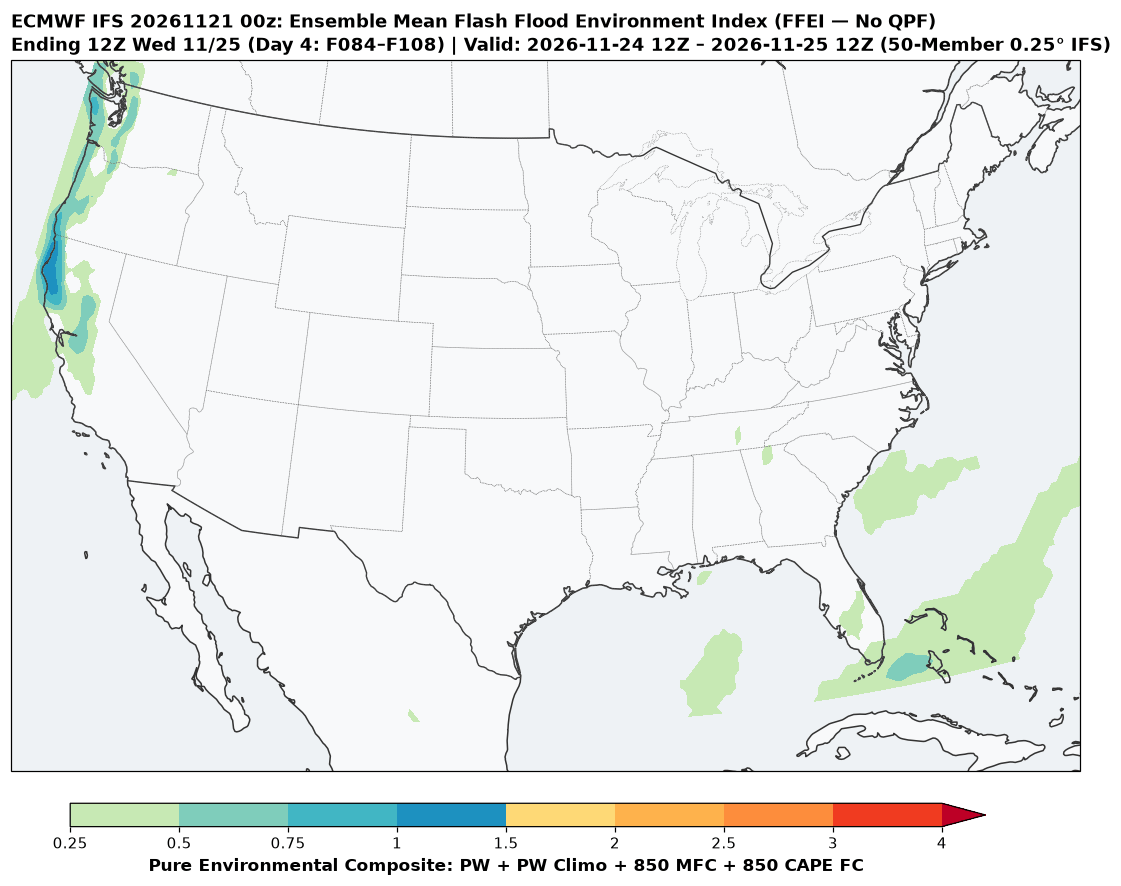 ECMWF IFS 20261121 00z: Ensemble Mean Flash Flood Environment Index (FFEI — No QPF)
Ending 12Z Wed 11/25 (Day 4: F084–F108) | Valid: 2026-11-24 12Z – 2026-11-25 12Z (50-Member 0.25° IFS)
0.25 0.5 0.75 1 1.5 2 2.5 3 4
Pure Environmental Composite: PW + PW Climo + 850 MFC + 850 CAPE FC